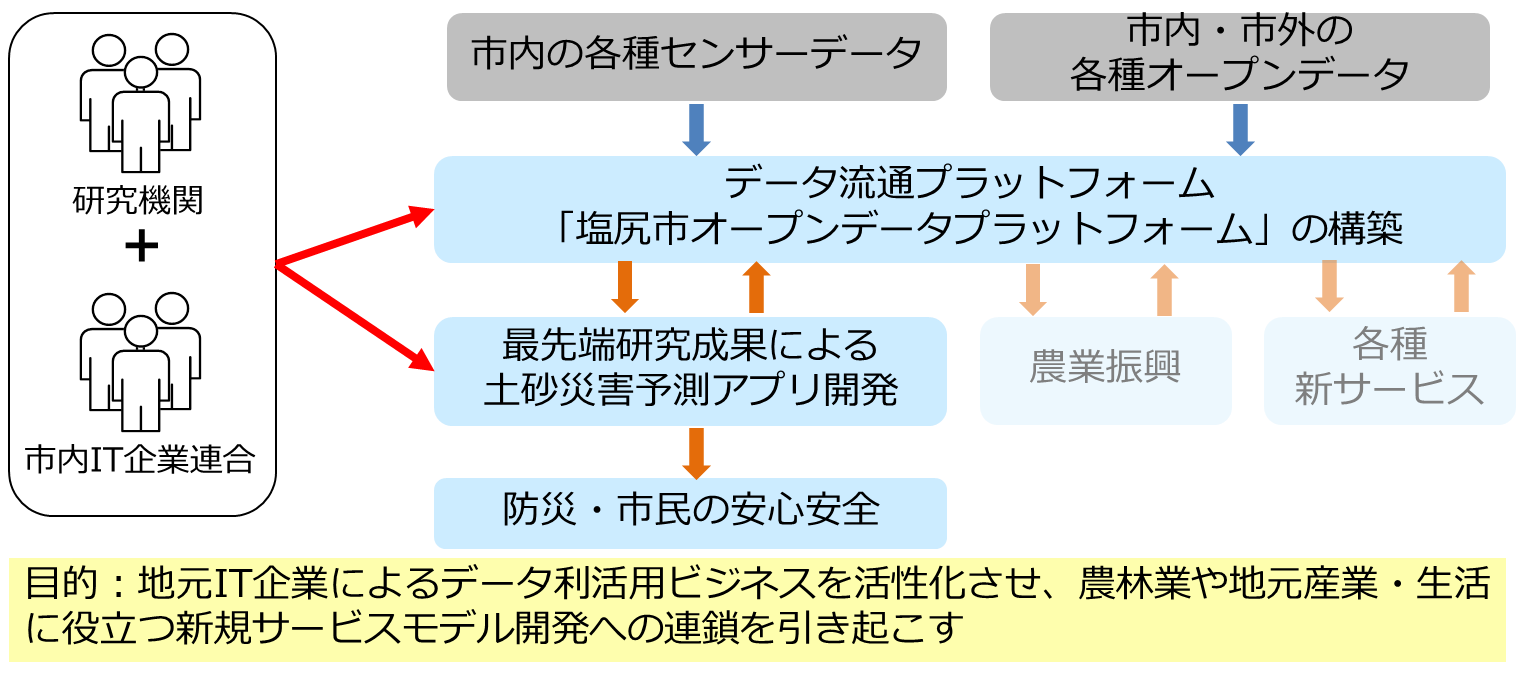 研究機関
+
市内IT企業連合
市内の各種センサーデータ
市内・市外の
各種オープンデータ
データ流通プラットフォーム
「塩尻市オープンデータプラットフォーム」の構築
最先端研究成果による
土砂災害予測アプリ開発
農業振興
各種
新サービス
防災・市民の安心安全
目的：地元IT企業によるデータ利活用ビジネスを活性化させ、農林業や地元産業・生活
に役立つ新規サービスモデル開発への連鎖を引き起こす